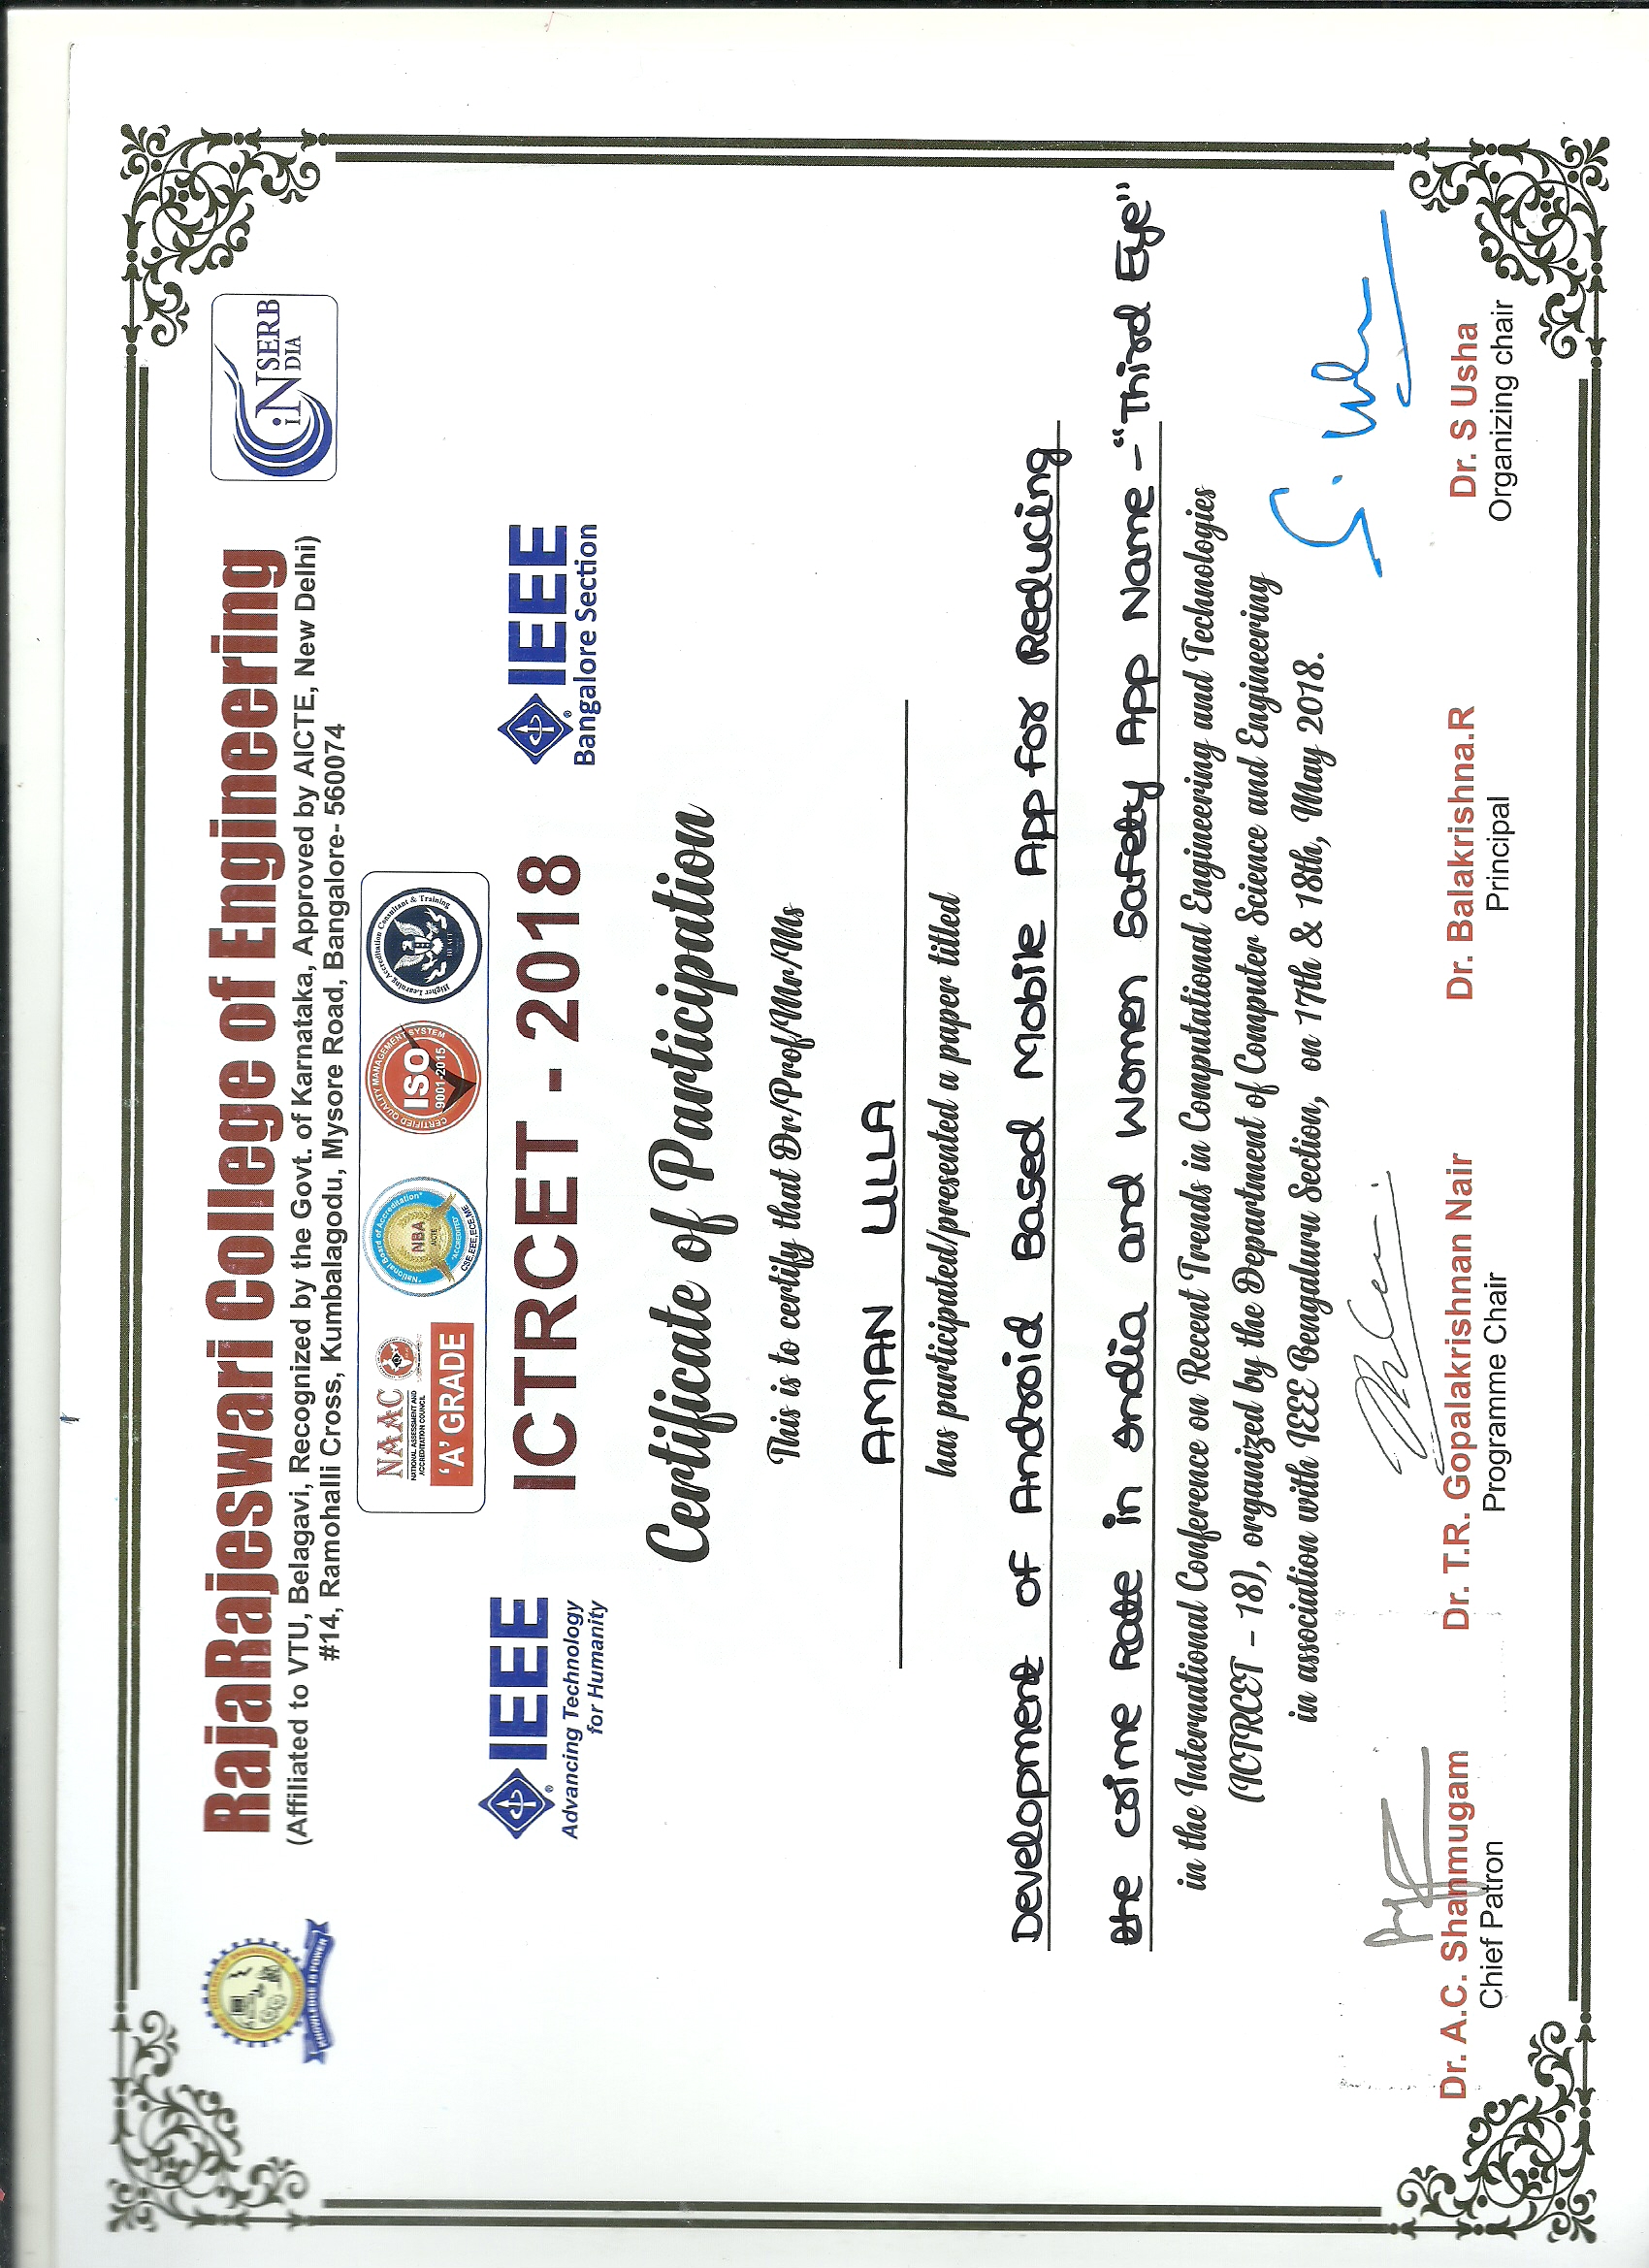 RajaRajeswari College of Engineering
(Affiliated to VTU, Belagavi, Recognized by the Govt. of Karnataka, Approved by AICTE, New Delhi)
#14, Ramohalli Cross, Kumbalagodu, Mysore Road, Bangalore- 560074
KNOWLEDGE IS POWER
iN SERB
DIA
NAAC
NATIONAL ASSESSMENT AND
ACCREDITATION COUNCIL
'A' GRADE
National Board of Accreditation
NBA
AICTE
"ACCREDITED"
CSE,EEE,ECE,ME
CERTIFIED QUALITY MANAGEMENT SYSTEM
ISO
9001-2015
Higher Learning Accreditation Consultant & Training
IEEE
Advancing Technology
for Humanity
ICTRCET - 2018
IEEE
Bangalore Section
Certificate of Participation
This is to certify that Dr/Prof/Mr/Ms
AMAN ULLA
has participated/presented a paper titled
Development of Android Based Mobile App for Reducing
the crime Rate in India and Women Safety App Name - "Third Eye"
in the International Conference on Recent Trends in Computational Engineering and Technologies
(ICTRCET – 18), organized by the Department of Computer Science and Engineering
in association with IEEE Bengaluru Section, on 17th & 18th, May 2018.
S. Usha
Dr. A.C. Shanmugam
Chief Patron
Dr. T.R. Gopalakrishnan Nair
Programme Chair
Dr. Balakrishna.R
Principal
Dr. S Usha
Organizing chair